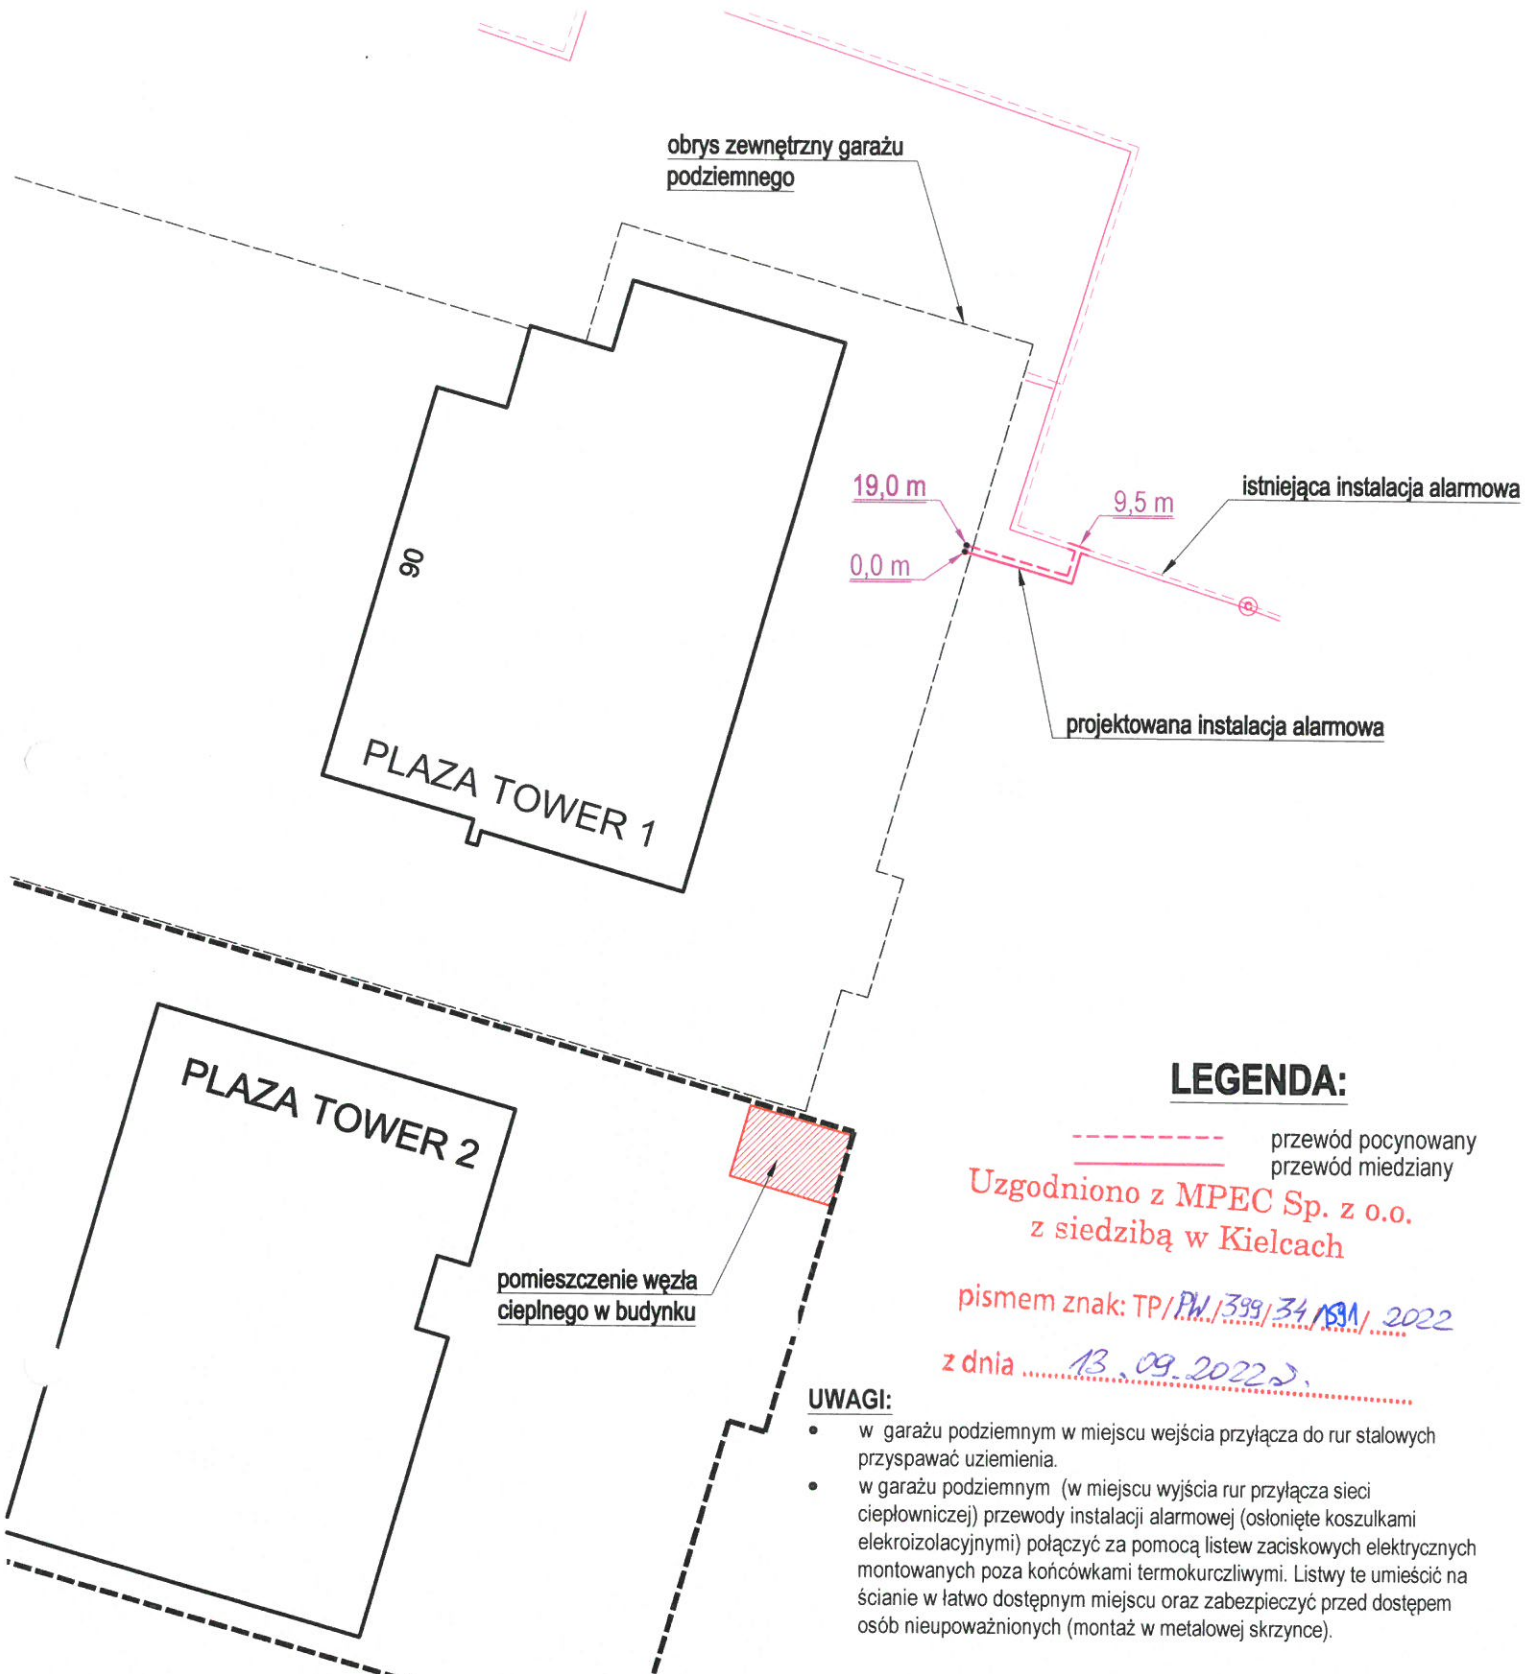 obrys zewnętrzny garażu
podziemnego
19,0 m
9,5 m
istniejąca instalacja alarmowa
0,0 m
90
projektowana instalacja alarmowa
PLAZA TOWER 1
PLAZA TOWER 2
LEGENDA:
przewód pocynowany
przewód miedziany
Uzgodniono z MPEC Sp. z o.o.
z siedzibą w Kielcach
pomieszczenie węzła
cieplnego w budynku
pismem znak: TP/PW/399/34/1591/2022
z dnia 13.09.2022r.
UWAGI:
• w garażu podziemnym w miejscu wejścia przyłącza do rur stalowych
przyspawać uziemienia.
• w garażu podziemnym (w miejscu wyjścia rur przyłącza sieci
ciepłowniczej) przewody instalacji alarmowej (osłonięte koszulkami
elekroizolacyjnymi) połączyć za pomocą listew zaciskowych elektrycznych
montowanych poza końcówkami termokurczliwymi. Listwy te umieścić na
ścianie w łatwo dostępnym miejscu oraz zabezpieczyć przed dostępem
osób nieupoważnionych (montaż w metalowej skrzynce).